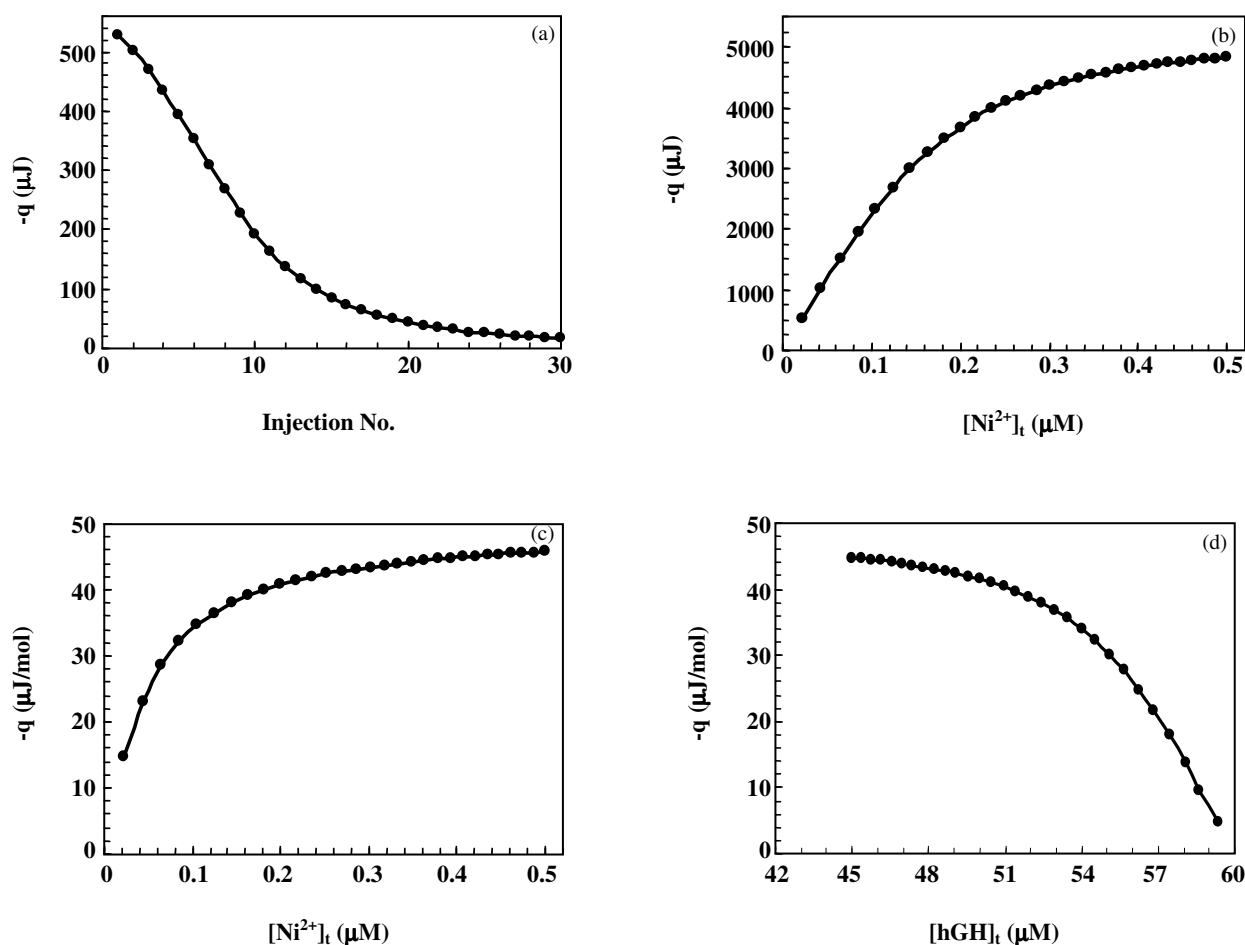 (a)
-q (μJ)
500
400
300
200
100
0
0 10 20 30
Injection No.
(b)
-q (μJ)
5000
4000
3000
2000
1000
0
0 0.1 0.2 0.3 0.4 0.5
[Ni²⁺]ₜ (μM)
(c)
-q (μJ/mol)
50
40
30
20
10
0
0 0.1 0.2 0.3 0.4 0.5
[Ni²⁺]ₜ (μM)
(d)
-q (μJ/mol)
50
40
30
20
10
0
42 45 48 51 54 57 60
[hGH]ₜ (μM)